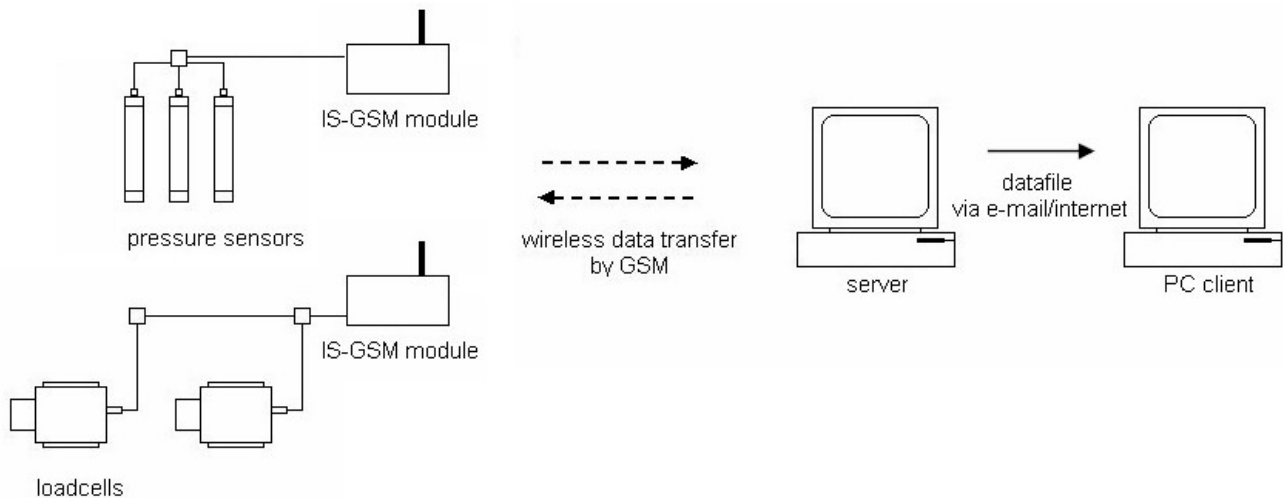 IS-GSM module
pressure sensors
wireless data transfer
by GSM
datafile
via e-mail/internet
server
PC client
IS-GSM module
loadcells